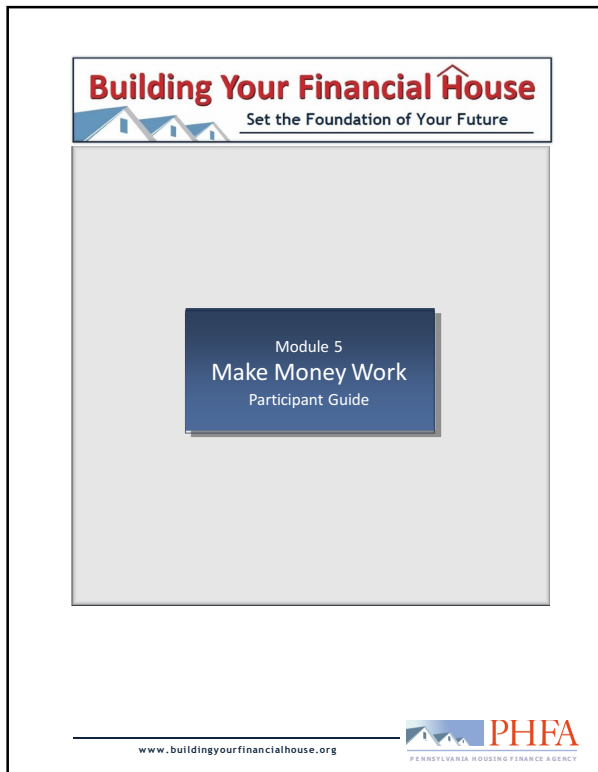 Building Your Financial House
Set the Foundation of Your Future
Module 5
Make Money Work
Participant Guide
www.buildingyourfinancialhouse.org
PHFA
PENNSYLVANIA HOUSING FINANCE AGENCY